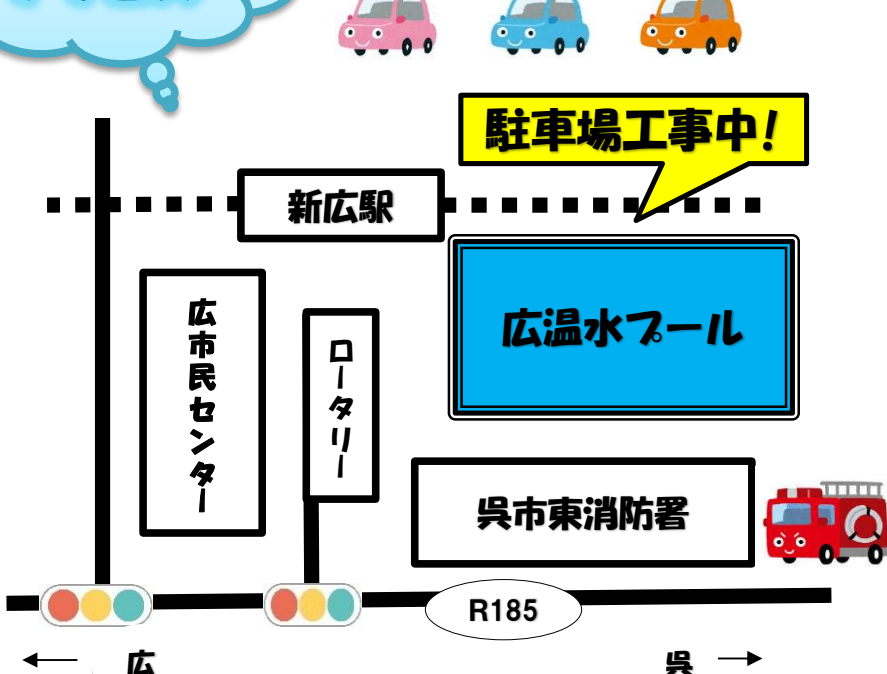 駐車場工事中!
新広駅
広温水プール
広市民センター
ロータリー
呉市東消防署
R185
← 広
呉 →